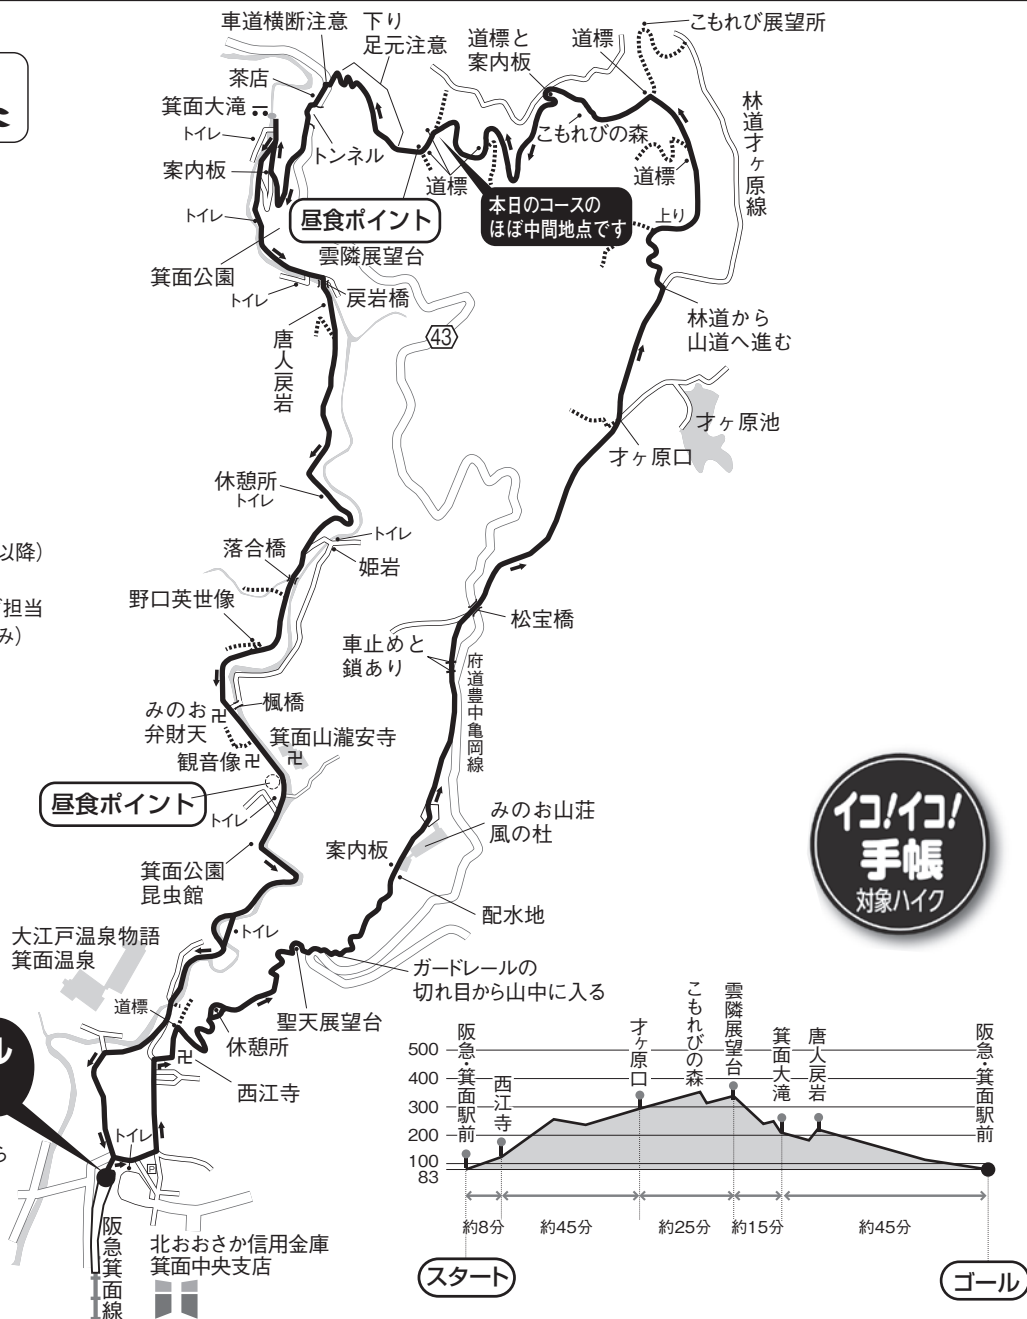 車道横断注意
下り
足元注意
道標と
案内板
道標
こもれび展望所
茶店
箕面大滝
トイレ
案内板
トンネル
道標
こもれびの森
道標
林道才ヶ原線
トイレ
昼食ポイント
雲隣展望台
本日のコースの
ほぼ中間地点です
上り
箕面公園
トイレ
戻岩橋
唐人戻岩
43
林道から
山道へ進む
才ヶ原池
才ヶ原口
休憩所
トイレ
トイレ
落合橋
姫岩
以降)
野口英世像
担当
み)
松宝橋
車止めと
鎖あり
府道豊中亀岡線
楓橋
みのお
弁財天
箕面山瀧安寺
観音像
昼食ポイント
トイレ
みのお山荘
風の杜
案内板
箕面公園
昆虫館
配水地
イコ!イコ!
手帳
対象ハイク
トイレ
大江戸温泉物語
箕面温泉
ガードレールの
切れ目から山中に入る
道標
聖天展望台
休憩所
西江寺
ル
トイレ
P
ら
阪急箕面線
北おおさか信用金庫
箕面中央支店
500
400
300
200
100
83
阪急・箕面駅前
西江寺
才ヶ原口
こもれびの森
雲隣展望台
箕面大滝
唐人戻岩
阪急・箕面駅前
約8分
約45分
約25分
約15分
約45分
スタート
ゴール